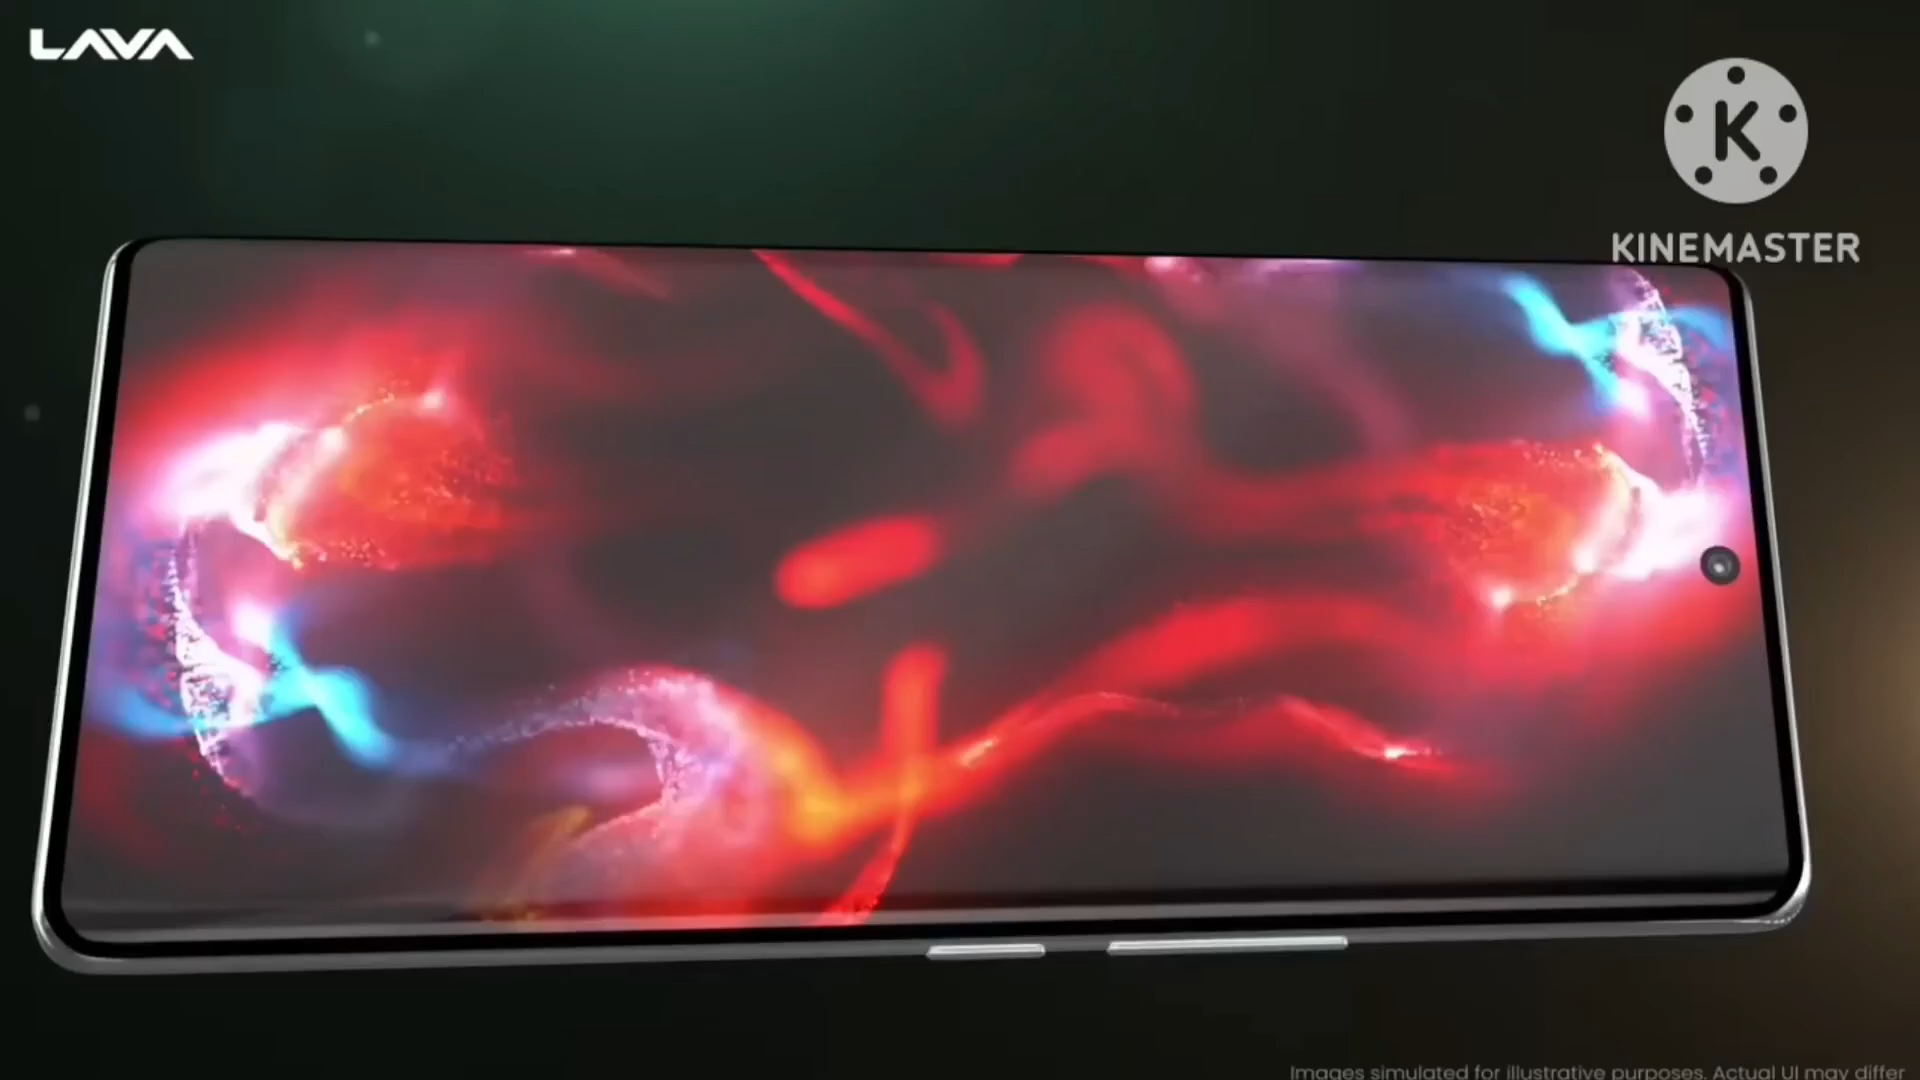 LAVA
K
KINEMASTER
Images simulated for illustrative purposes. Actual UI may differ